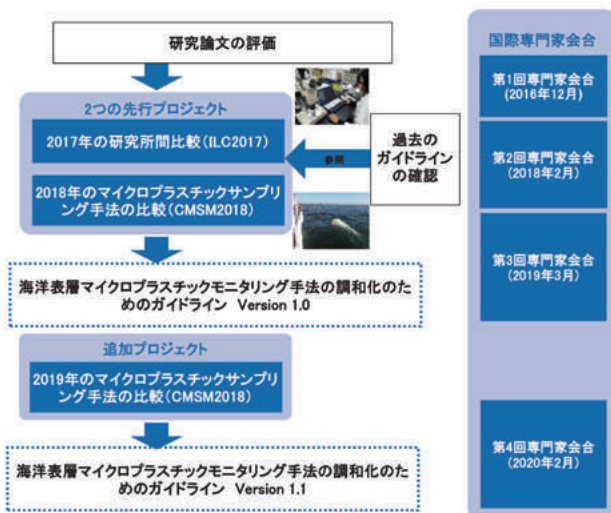 研究論文の評価
2つの先行プロジェクト
2017年の研究所間比較(ILC2017)
参照
過去の
ガイドライン
の確認
2018年のマイクロプラスチックサンプ
リング手法の比較(CMSM2018)
海洋表層マイクロプラスチックモニタリング手法の調和化のた
めのガイドライン Version 1.0
追加プロジェクト
2019年のマイクロプラスチックサンプリ
ング手法の比較(CMSM2018)
海洋表層マイクロプラスチックモニタリング手法の調和化のた
めのガイドライン Version 1.1
国際専門家会合
第1回専門家会合
(2016年12月)
第2回専門家会合
(2018年2月)
第3回専門家会合
(2019年3月)
第4回専門家会合
(2020年2月)